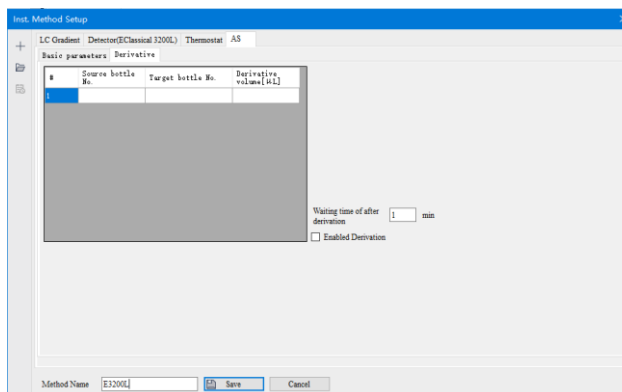 Inst. Method Setup
LC Gradient Detector(EClassical 3200L) Thermostat AS
Basic parameters Derivative
# Source bottle No. Target bottle No. Derivative volume[μL]
1
Waiting time of after derivation 1 min
Enabled Derivation
Method Name E3200L Save Cancel